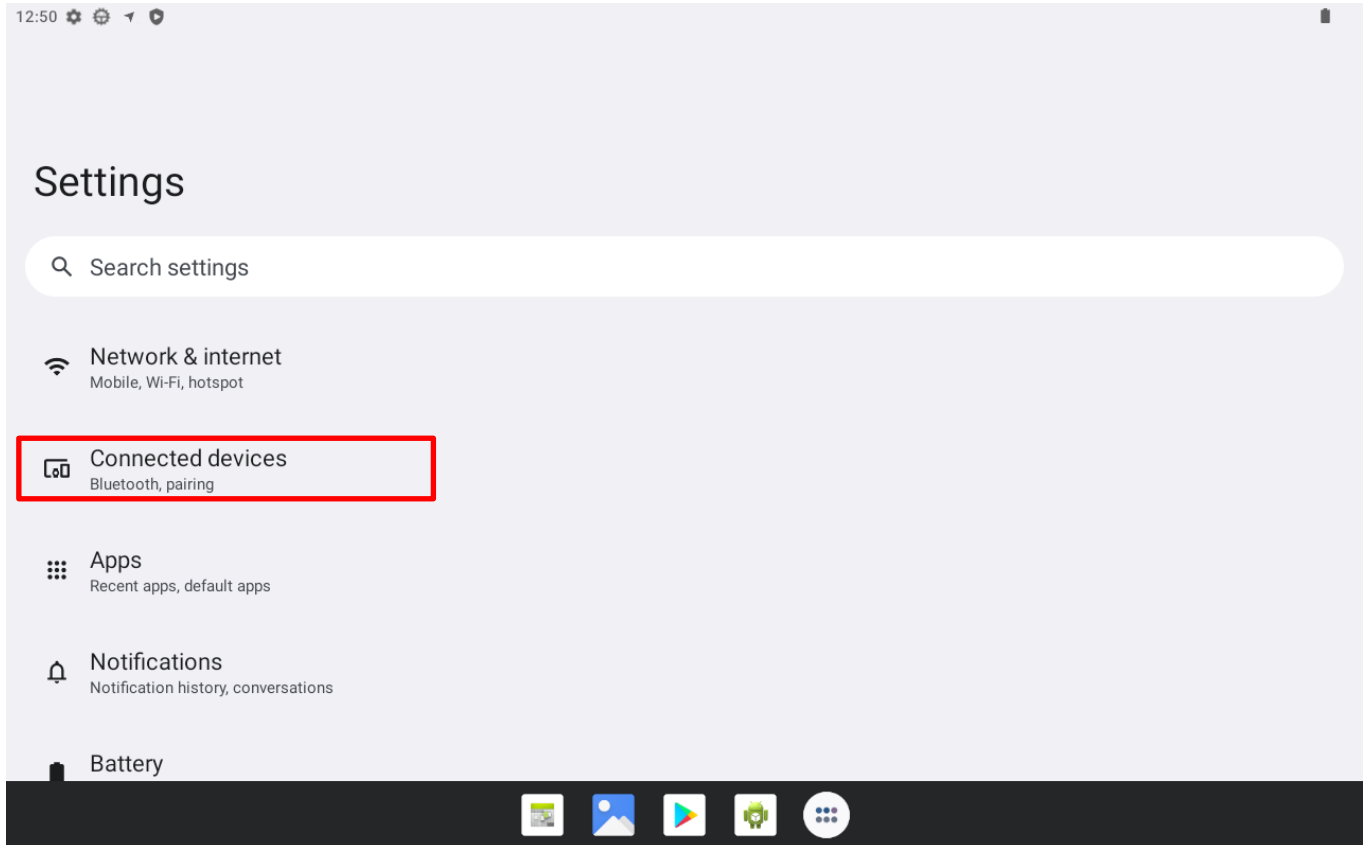 12:50
Settings
Search settings
Network & internet
Mobile, Wi-Fi, hotspot
Connected devices
Bluetooth, pairing
Apps
Recent apps, default apps
Notifications
Notification history, conversations
Battery